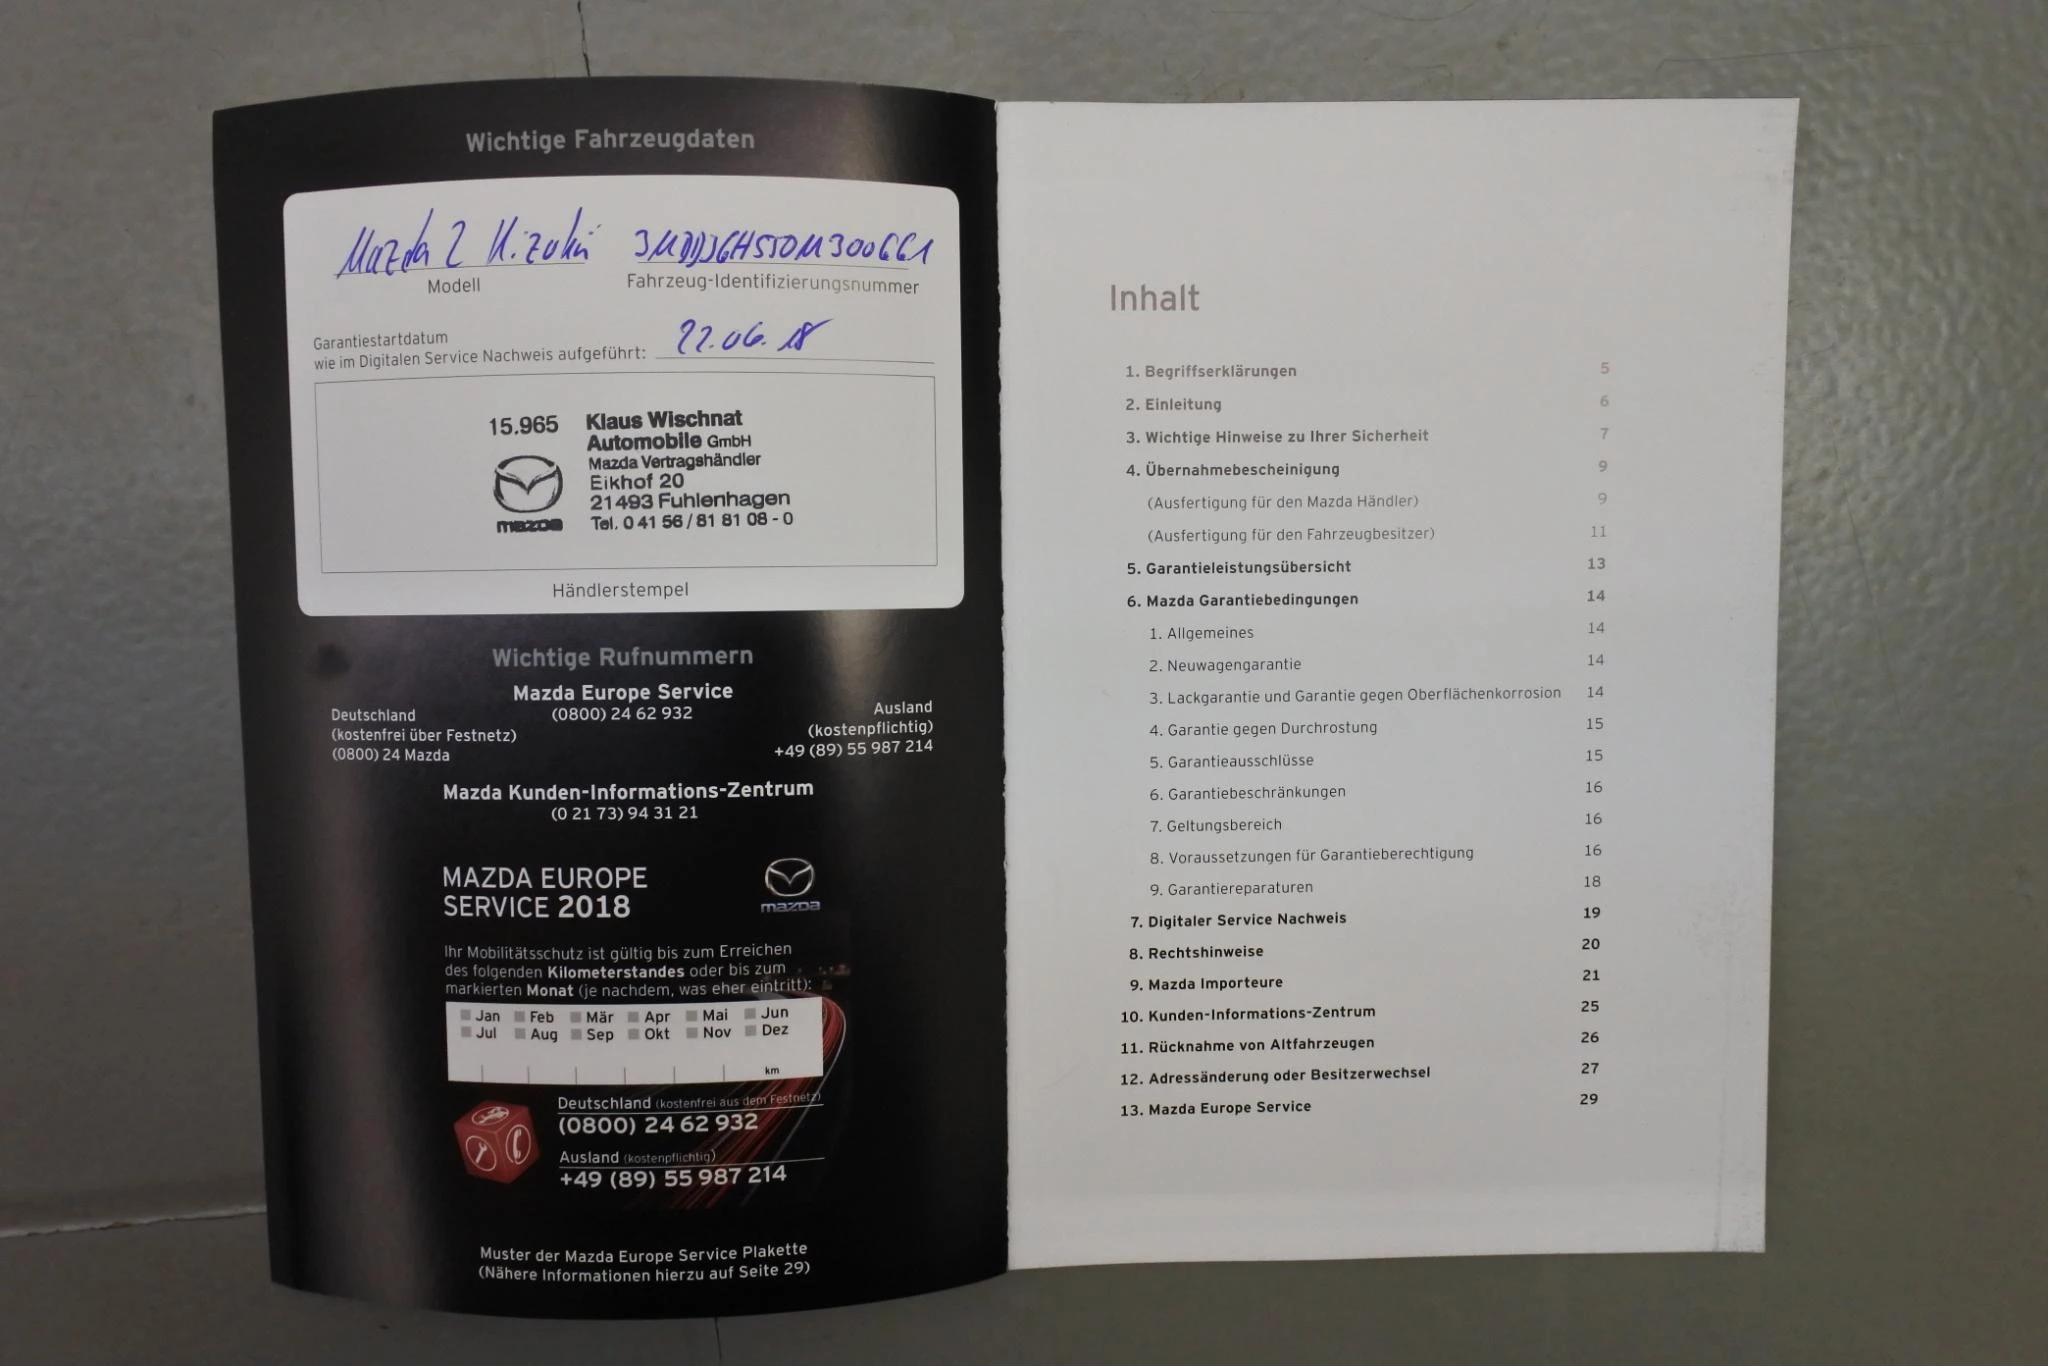 Wichtige Fahrzeugdaten
Mazda 2 Kizoku 3MDDJ6HS50M300661
Modell Fahrzeug-Identifizierungsnummer
Garantiestartdatum
wie im Digitalen Service Nachweis aufgeführt: 22.06.18
15.965 Klaus Wischnat
Automobile GmbH
Mazda Vertragshändler
Eikhof 20
21493 Fuhlenhagen
mazda Tel. 0 41 56 / 81 81 08 - 0
Händlerstempel
Wichtige Rufnummern
Mazda Europe Service
(0800) 24 62 932
Deutschland
(kostenfrei über Festnetz)
(0800) 24 Mazda
Ausland
(kostenpflichtig)
+49 (89) 55 987 214
Mazda Kunden-Informations-Zentrum
(0 21 73) 94 31 21
MAZDA EUROPE
SERVICE 2018
mazda
Ihr Mobilitätsschutz ist gültig bis zum Erreichen
des folgenden Kilometerstandes oder bis zum
markierten Monat (je nachdem, was eher eintritt):
Jan Feb Mär Apr Mai Jun
Jul Aug Sep Okt Nov Dez
km
Deutschland (kostenfrei aus dem Festnetz)
(0800) 24 62 932
Ausland (kostenpflichtig)
+49 (89) 55 987 214
Muster der Mazda Europe Service Plakette
(Nähere Informationen hierzu auf Seite 29)
Inhalt
1. Begriffserklärungen 5
2. Einleitung 6
3. Wichtige Hinweise zu Ihrer Sicherheit 7
4. Übernahmebescheinigung 9
(Ausfertigung für den Mazda Händler) 9
(Ausfertigung für den Fahrzeugbesitzer) 11
5. Garantieleistungsübersicht 13
6. Mazda Garantiebedingungen 14
1. Allgemeines 14
2. Neuwagengarantie 14
3. Lackgarantie und Garantie gegen Oberflächenkorrosion 14
4. Garantie gegen Durchrostung 15
5. Garantieausschlüsse 15
6. Garantiebeschränkungen 16
7. Geltungsbereich 16
8. Voraussetzungen für Garantieberechtigung 16
9. Garantiereparaturen 18
7. Digitaler Service Nachweis 19
8. Rechtshinweise 20
9. Mazda Importeure 21
10. Kunden-Informations-Zentrum 25
11. Rücknahme von Altfahrzeugen 26
12. Adressänderung oder Besitzerwechsel 27
13. Mazda Europe Service 29